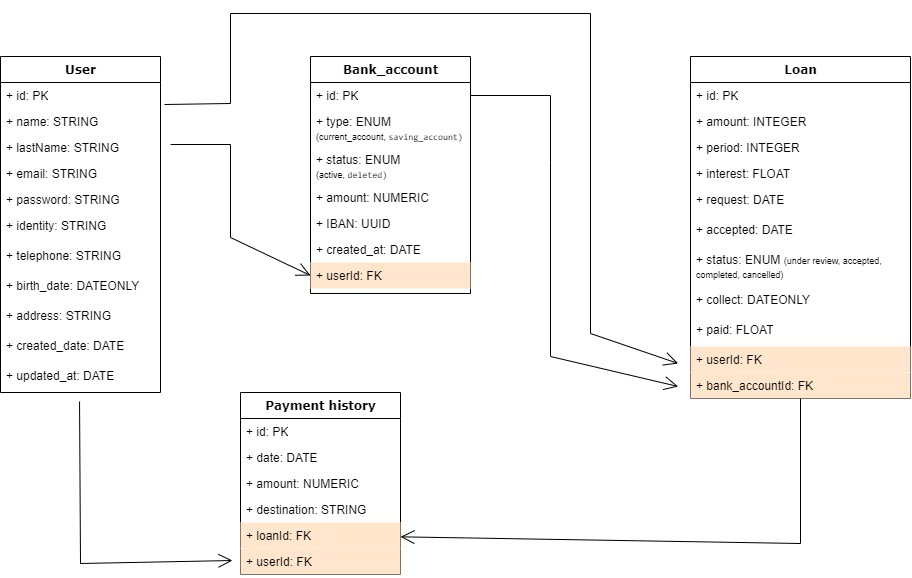 User
+ id: PK
+ name: STRING
+ lastName: STRING
+ email: STRING
+ password: STRING
+ identity: STRING
+ telephone: STRING
+ birth_date: DATEONLY
+ address: STRING
+ created_date: DATE
+ updated_at: DATE
Bank_account
+ id: PK
+ type: ENUM
(current_account, saving_account)
+ status: ENUM
(active, deleted)
+ amount: NUMERIC
+ IBAN: UUID
+ created_at: DATE
+ userId: FK
Loan
+ id: PK
+ amount: INTEGER
+ period: INTEGER
+ interest: FLOAT
+ request: DATE
+ accepted: DATE
+ status: ENUM (under review, accepted,
completed, cancelled)
+ collect: DATEONLY
+ paid: FLOAT
+ userId: FK
+ bank_accountId: FK
Payment history
+ id: PK
+ date: DATE
+ amount: NUMERIC
+ destination: STRING
+ loanId: FK
+ userId: FK